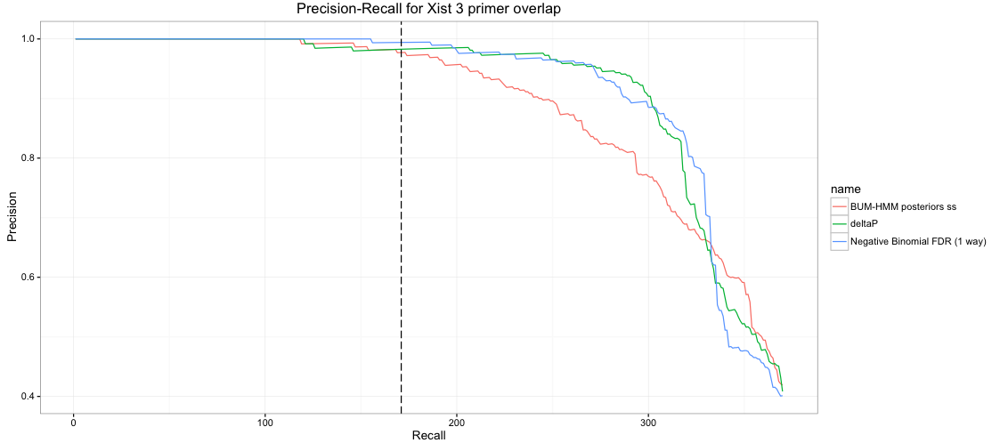 Precision-Recall for Xist 3 primer overlap
1.0
0.8
0.6
0.4
Precision
0
100
200
300
Recall
name
BUM-HMM posteriors ss
deltaP
Negative Binomial FDR (1 way)